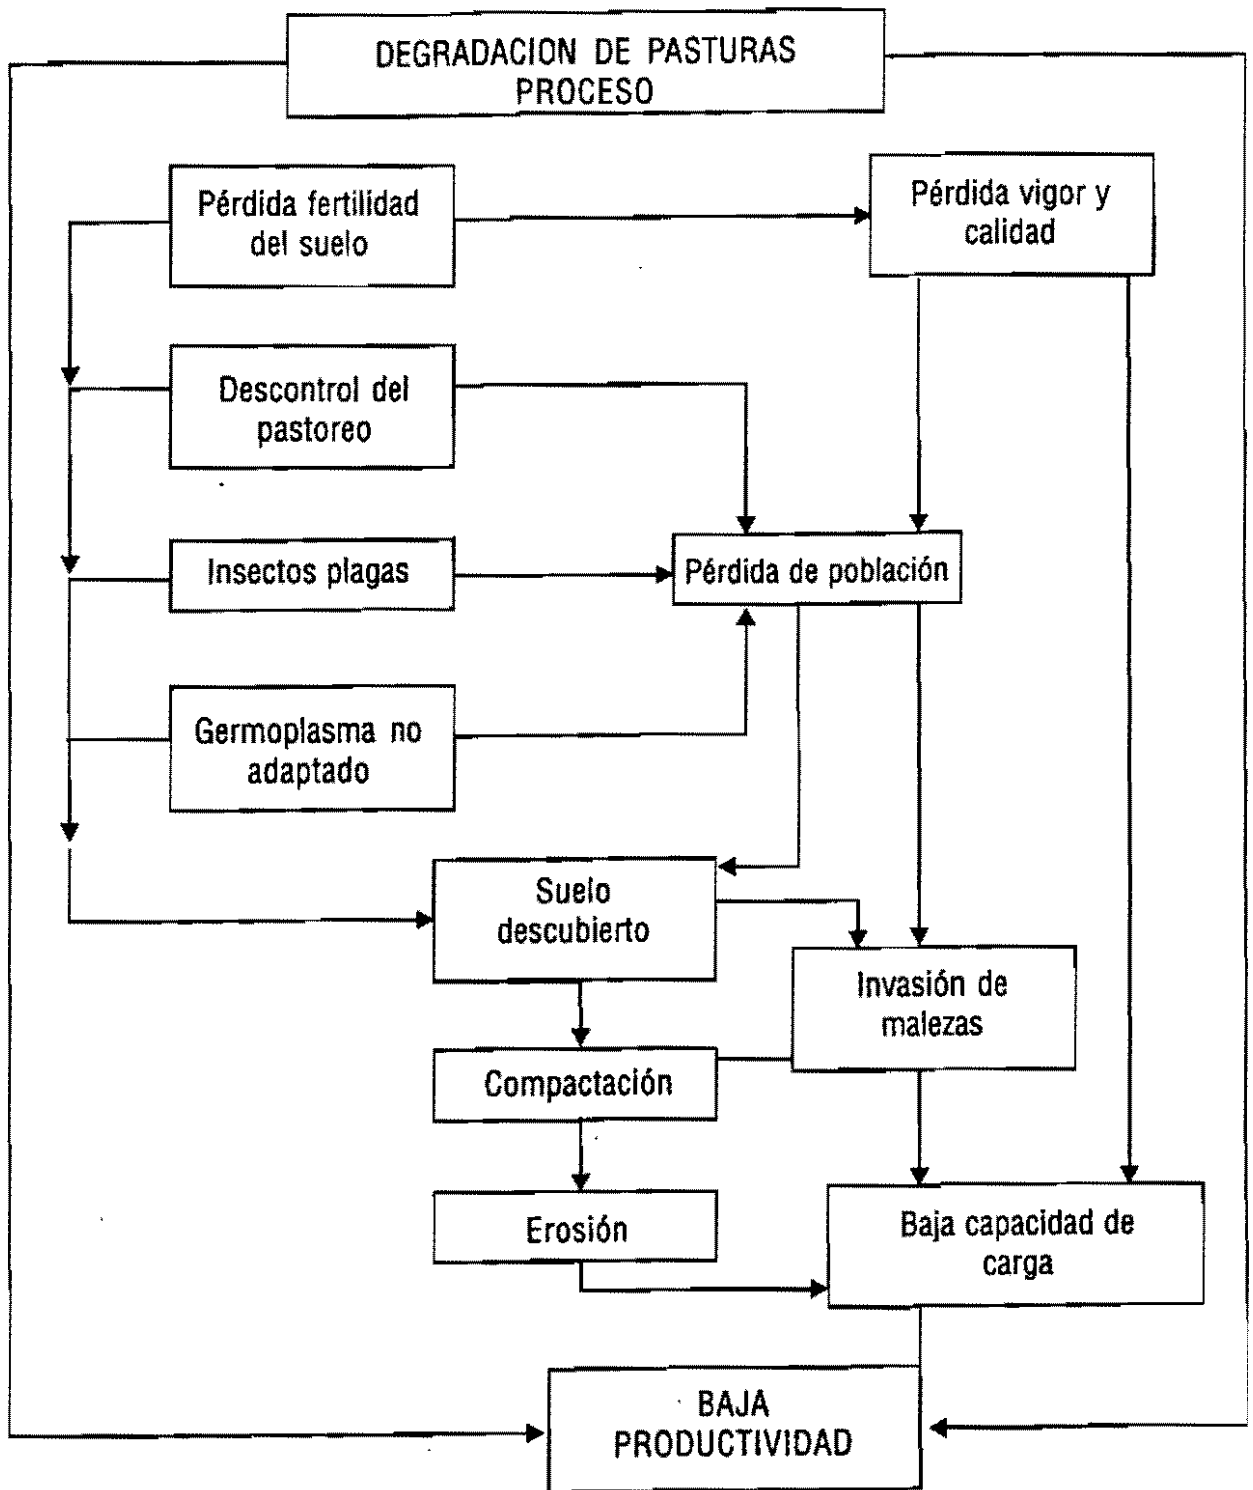 DEGRADACION DE PASTURAS
PROCESO
Pérdida fertilidad
del suelo
Pérdida vigor y
calidad
Descontrol del
pastoreo
Insectos plagas
Pérdida de población
Germoplasma no
adaptado
Suelo
descubierto
Invasión de
malezas
Compactación
Erosión
Baja capacidad de
carga
BAJA
PRODUCTIVIDAD